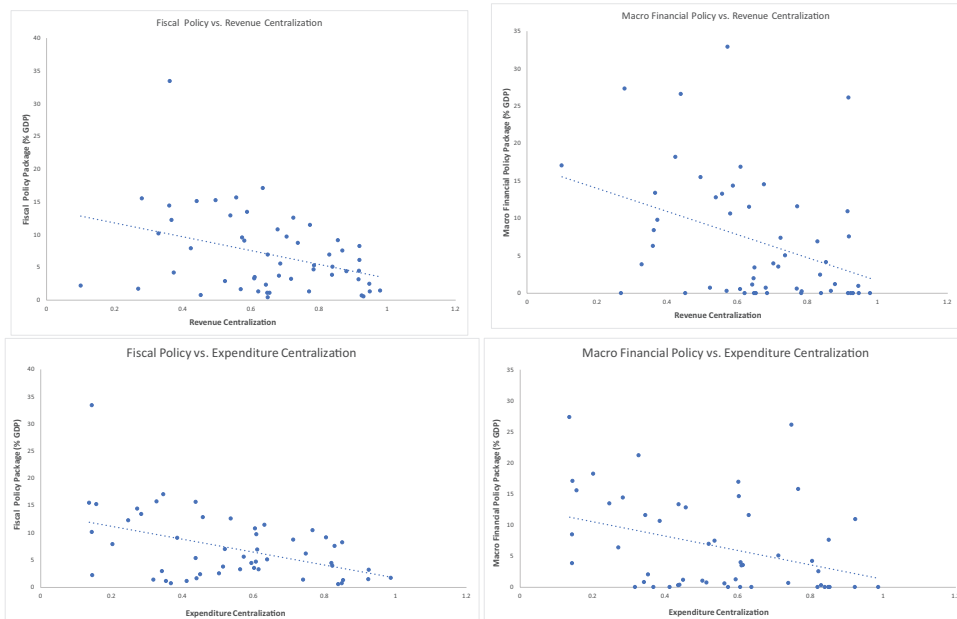 Fiscal Policy vs. Revenue Centralization
40
35
30
25
20
15
10
5
0
Fiscal Policy Package (% GDP)
0 0.2 0.4 0.6 0.8 1 1.2
Revenue Centralization
Macro Financial Policy vs. Revenue Centralization
35
30
25
20
15
10
5
0
Macro Financial Policy Package (% GDP)
0 0.2 0.4 0.6 0.8 1 1.2
Revenue Centralization
Fiscal Policy vs. Expenditure Centralization
40
35
30
25
20
15
10
5
0
Fiscal Policy Package (% GDP)
0 0.2 0.4 0.6 0.8 1 1.2
Expenditure Centralization
Macro Financial Policy vs. Expenditure Centralization
35
30
25
20
15
10
5
0
Macro Financial Policy Package (% GDP)
0 0.2 0.4 0.6 0.8 1 1.2
Expenditure Centralization